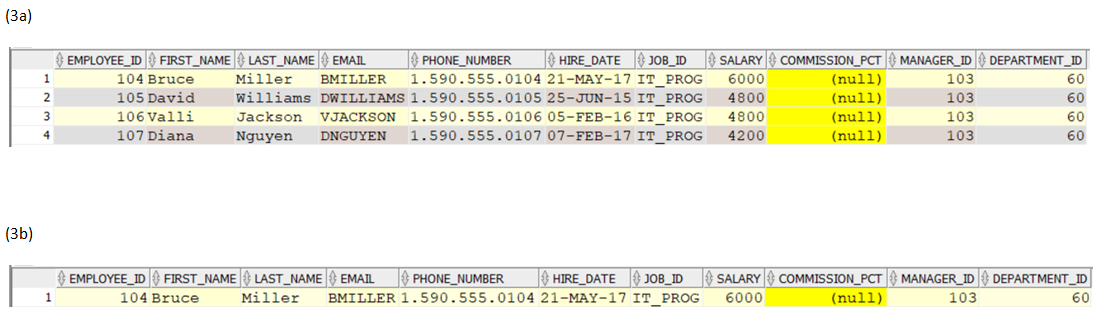 (3a)
EMPLOYEE_ID FIRST_NAME LAST_NAME EMAIL PHONE_NUMBER HIRE_DATE JOB_ID SALARY COMMISSION_PCT MANAGER_ID DEPARTMENT_ID
1 104 Bruce Miller BMILLER 1.590.555.0104 21-MAY-17 IT_PROG 6000 (null) 103 60
2 105 David Williams DWILLIAMS 1.590.555.0105 25-JUN-15 IT_PROG 4800 (null) 103 60
3 106 Valli Jackson VJACKSON 1.590.555.0106 05-FEB-16 IT_PROG 4800 (null) 103 60
4 107 Diana Nguyen DNGUYEN 1.590.555.0107 07-FEB-17 IT_PROG 4200 (null) 103 60
(3b)
EMPLOYEE_ID FIRST_NAME LAST_NAME EMAIL PHONE_NUMBER HIRE_DATE JOB_ID SALARY COMMISSION_PCT MANAGER_ID DEPARTMENT_ID
1 104 Bruce Miller BMILLER 1.590.555.0104 21-MAY-17 IT_PROG 6000 (null) 103 60